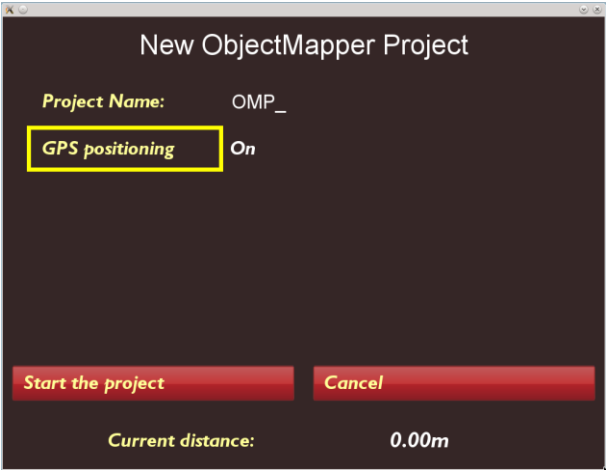 New ObjectMapper Project
Project Name: OMP_
GPS positioning On
Start the project Cancel
Current distance: 0.00m